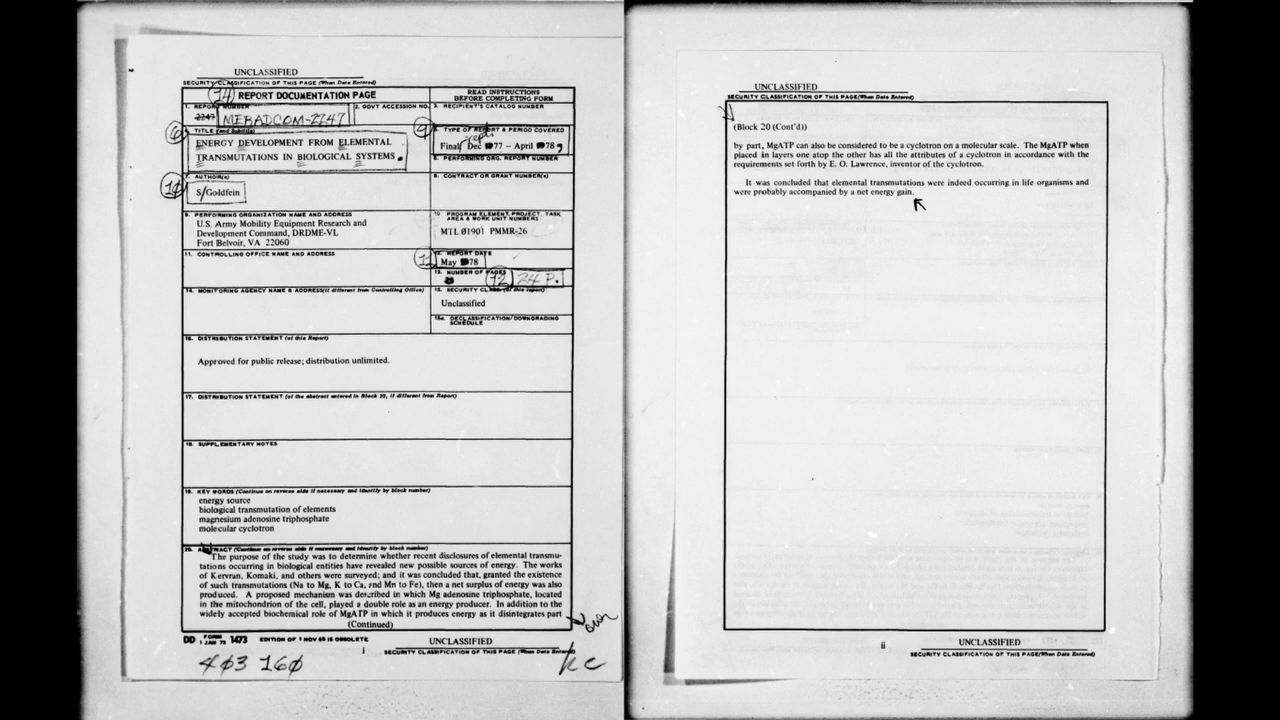 UNCLASSIFIED
SECURITY CLASSIFICATION OF THIS PAGE (When Data Entered)
14
REPORT DOCUMENTATION PAGE
READ INSTRUCTIONS
BEFORE COMPLETING FORM
1. REPORT NUMBER
2247
MERADCOM-2247
2. GOVT ACCESSION NO.
3. RECIPIENT'S CATALOG NUMBER
6
4. TITLE (and Subtitle)
ENERGY DEVELOPMENT FROM ELEMENTAL
TRANSMUTATIONS IN BIOLOGICAL SYSTEMS.
9
5. TYPE OF REPORT & PERIOD COVERED
rept.
Final Dec 77 – April 78
6. PERFORMING ORG. REPORT NUMBER
7. AUTHOR(s)
S/Goldfein
8. CONTRACT OR GRANT NUMBER(s)
9. PERFORMING ORGANIZATION NAME AND ADDRESS
U.S. Army Mobility Equipment Research and
Development Command, DRDME-VL
Fort Belvoir, VA 22060
10. PROGRAM ELEMENT, PROJECT, TASK
AREA & WORK UNIT NUMBERS
MTL 01901 PMMR-26
11. CONTROLLING OFFICE NAME AND ADDRESS
11
12. REPORT DATE
May 78
13. NUMBER OF PAGES
12 24 P.
14. MONITORING AGENCY NAME & ADDRESS(if different from Controlling Office)
15. SECURITY CLASS. (of this report)
Unclassified
15a. DECLASSIFICATION/DOWNGRADING
SCHEDULE
16. DISTRIBUTION STATEMENT (of this Report)
Approved for public release; distribution unlimited.
17. DISTRIBUTION STATEMENT (of the abstract entered in Block 20, if different from Report)
18. SUPPLEMENTARY NOTES
19. KEY WORDS (Continue on reverse side if necessary and identify by block number)
energy source
biological transmutation of elements
magnesium adenosine triphosphate
molecular cyclotron
20. ABSTRACT (Continue on reverse side if necessary and identify by block number)
The purpose of the study was to determine whether recent disclosures of elemental transmu-
tations occurring in biological entities have revealed new possible sources of energy. The works
of Kervran, Komaki, and others were surveyed; and it was concluded that, granted the existence
of such transmutations (Na to Mg, K to Ca, and Mn to Fe), then a net surplus of energy was also
produced. A proposed mechanism was described in which Mg adenosine triphosphate, located
in the mitochondrion of the cell, played a double role as an energy producer. In addition to the
widely accepted biochemical role of MgATP in which it produces energy as it disintegrates part
(Continued)
over
DD FORM 1 JAN 73 1473 EDITION OF 1 NOV 65 IS OBSOLETE
UNCLASSIFIED
i
SECURITY CLASSIFICATION OF THIS PAGE (When Data Entered)
403 160
UNCLASSIFIED
SECURITY CLASSIFICATION OF THIS PAGE(When Data Entered)
(Block 20 (Cont'd))
by part, MgATP can also be considered to be a cyclotron on a molecular scale. The MgATP when
placed in layers one atop the other has all the attributes of a cyclotron in accordance with the
requirements set forth by E. O. Lawrence, inventor of the cyclotron.
It was concluded that elemental transmutations were indeed occurring in life organisms and
were probably accompanied by a net energy gain.
ii
UNCLASSIFIED
SECURITY CLASSIFICATION OF THIS PAGE(When Data Entered)